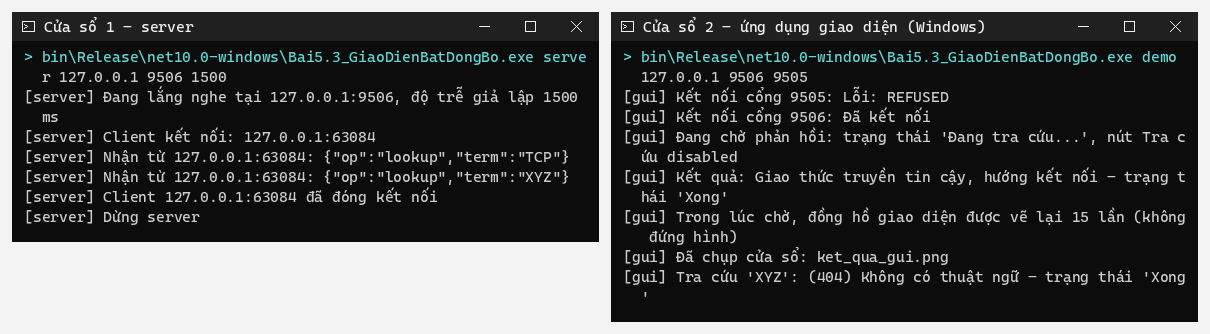 Cửa sổ 1 — server
> bin\Release\net10.0-windows\Bai5.3_GiaoDienBatDongBo.exe serve
r 127.0.0.1 9506 1500
[server] Đang lắng nghe tại 127.0.0.1:9506, độ trễ giả lập 1500
ms
[server] Client kết nối: 127.0.0.1:63084
[server] Nhận từ 127.0.0.1:63084: {"op":"lookup","term":"TCP"}
[server] Nhận từ 127.0.0.1:63084: {"op":"lookup","term":"XYZ"}
[server] Client 127.0.0.1:63084 đã đóng kết nối
[server] Dừng server
Cửa sổ 2 — ứng dụng giao diện (Windows)
> bin\Release\net10.0-windows\Bai5.3_GiaoDienBatDongBo.exe demo
127.0.0.1 9506 9505
[gui] Kết nối cổng 9505: Lỗi: REFUSED
[gui] Kết nối cổng 9506: Đã kết nối
[gui] Đang chờ phản hồi: trạng thái 'Đang tra cứu...', nút Tra c
ứu disabled
[gui] Kết quả: Giao thức truyền tin cậy, hướng kết nối — trạng t
hái 'Xong'
[gui] Trong lúc chờ, đồng hồ giao diện được vẽ lại 15 lần (không
đứng hình)
[gui] Đã chụp cửa sổ: ket_qua_gui.png
[gui] Tra cứu 'XYZ': (404) Không có thuật ngữ — trạng thái 'Xong
'